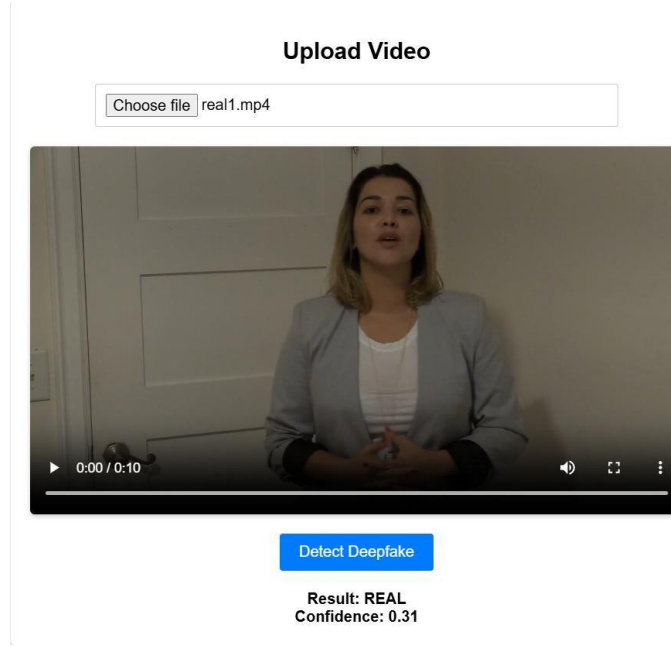 Upload Video
Choose file real1.mp4
0:00 / 0:10
Detect Deepfake
Result: REAL
Confidence: 0.31